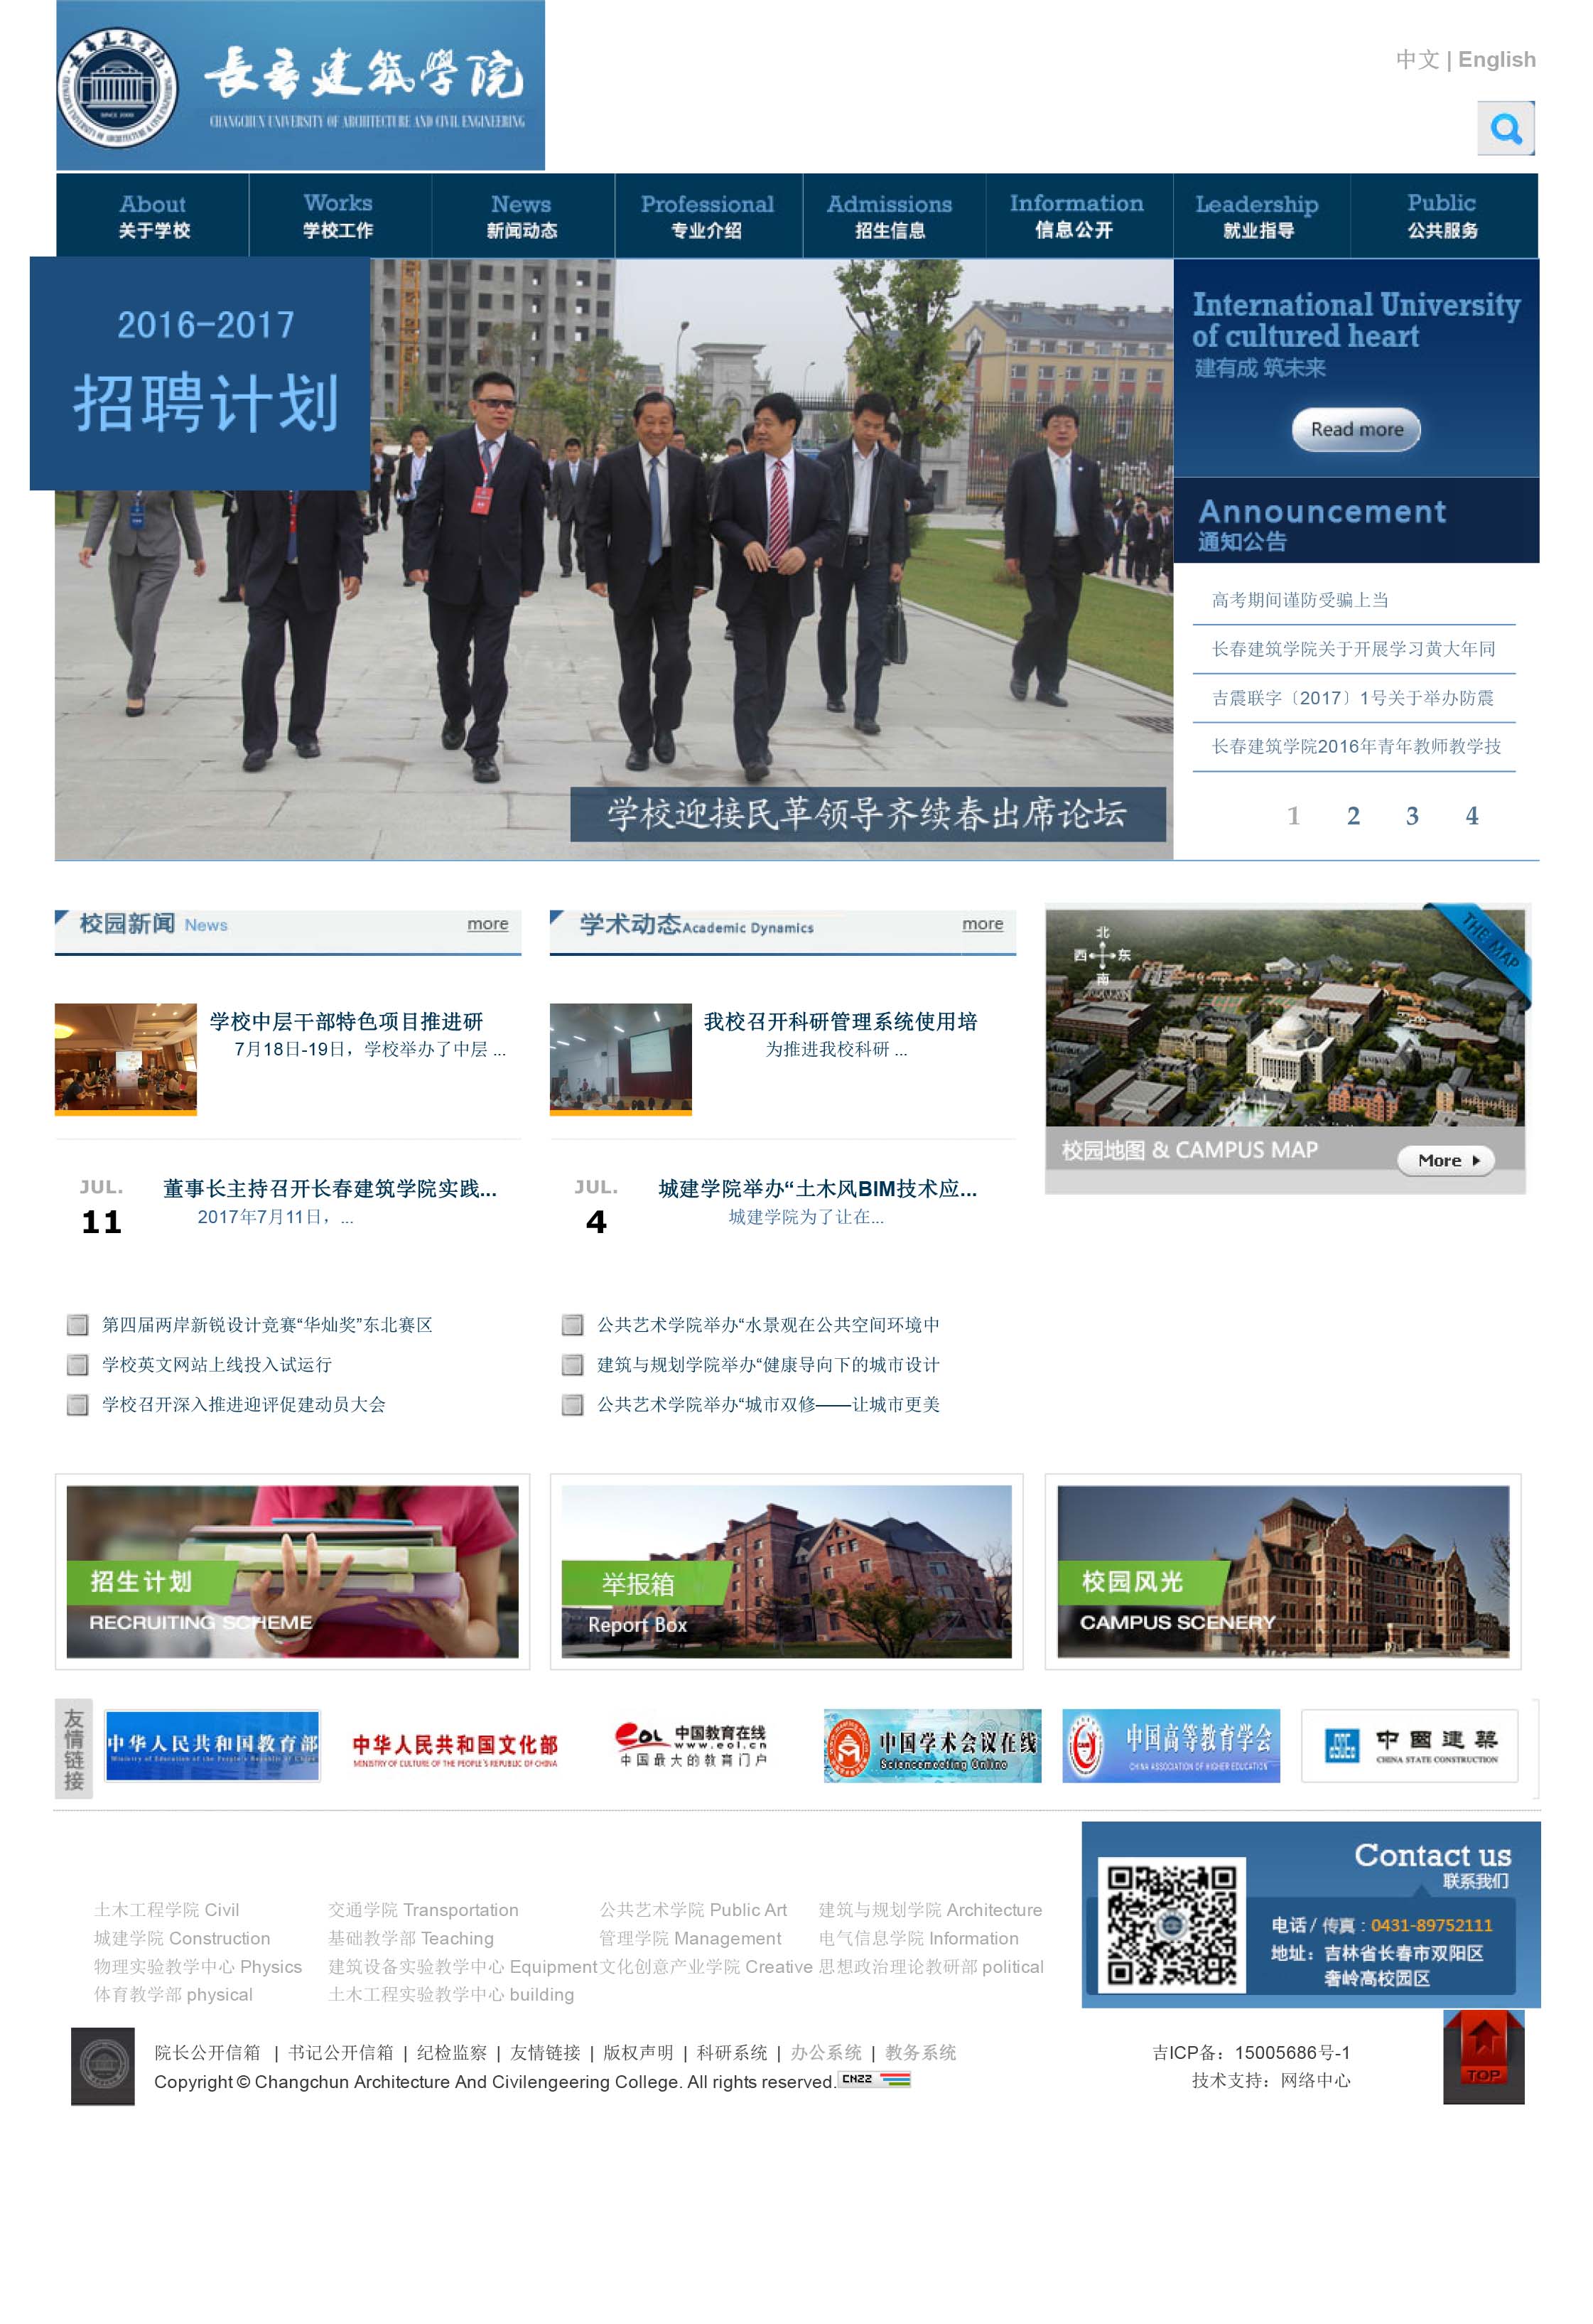 長春建築學院
CHANGCHUN UNIVERSITY OF ARCHITECTURE AND CIVIL ENGINEERING
中文 | English
About
关于学校
Works
学校工作
News
新闻动态
Professional
专业介绍
Admissions
招生信息
Information
信息公开
Leadership
就业指导
Public
公共服务
2016-2017
招聘计划
学校迎接民革领导齐续春出席论坛
International University
of cultured heart
建有成 筑未来
Read more
Announcement
通知公告
高考期间谨防受骗上当
长春建筑学院关于开展学习黄大年同
吉震联字〔2017〕1号关于举办防震
长春建筑学院2016年青年教师教学技
1 2 3 4
校园新闻 News more
学校中层干部特色项目推进研
7月18日-19日，学校举办了中层 ...
JUL.
11
董事长主持召开长春建筑学院实践...
2017年7月11日，...
第四届两岸新锐设计竞赛“华灿奖”东北赛区
学校英文网站上线投入试运行
学校召开深入推进迎评促建动员大会
学术动态Academic Dynamics more
我校召开科研管理系统使用培
为推进我校科研 ...
JUL.
4
城建学院举办“土木风BIM技术应...
城建学院为了让在...
公共艺术学院举办“水景观在公共空间环境中
建筑与规划学院举办“健康导向下的城市设计
公共艺术学院举办“城市双修——让城市更美
THE MAP
北
西 东
南
校园地图 & CAMPUS MAP
More
招生计划
RECRUITING SCHEME
举报箱
Report Box
校园风光
CAMPUS SCENERY
友情链接
中华人民共和国教育部
Ministry of Education of the People's Republic of China
中华人民共和国文化部
MINISTRY OF CULTURE OF THE PEOPLE'S REPUBLIC OF CHINA
EOL 中国教育在线
www.eol.cn
中国最大的教育门户
中国学术会议在线
Sciencemeeting Online
中国高等教育学会
CHINA ASSOCIATION OF HIGHER EDUCATION
中國建築
CHINA STATE CONSTRUCTION
土木工程学院 Civil 交通学院 Transportation 公共艺术学院 Public Art 建筑与规划学院 Architecture
城建学院 Construction 基础教学部 Teaching 管理学院 Management 电气信息学院 Information
物理实验教学中心 Physics 建筑设备实验教学中心 Equipment 文化创意产业学院 Creative 思想政治理论教研部 political
体育教学部 physical 土木工程实验教学中心 building
Contact us
联系我们
电话 / 传真 : 0431-89752111
地址：吉林省长春市双阳区
奢岭高校园区
院长公开信箱 | 书记公开信箱 | 纪检监察 | 友情链接 | 版权声明 | 科研系统 | 办公系统 | 教务系统
Copyright © Changchun Architecture And Civilengeering College. All rights reserved. CNZZ
吉ICP备：15005686号-1
技术支持：网络中心
TOP